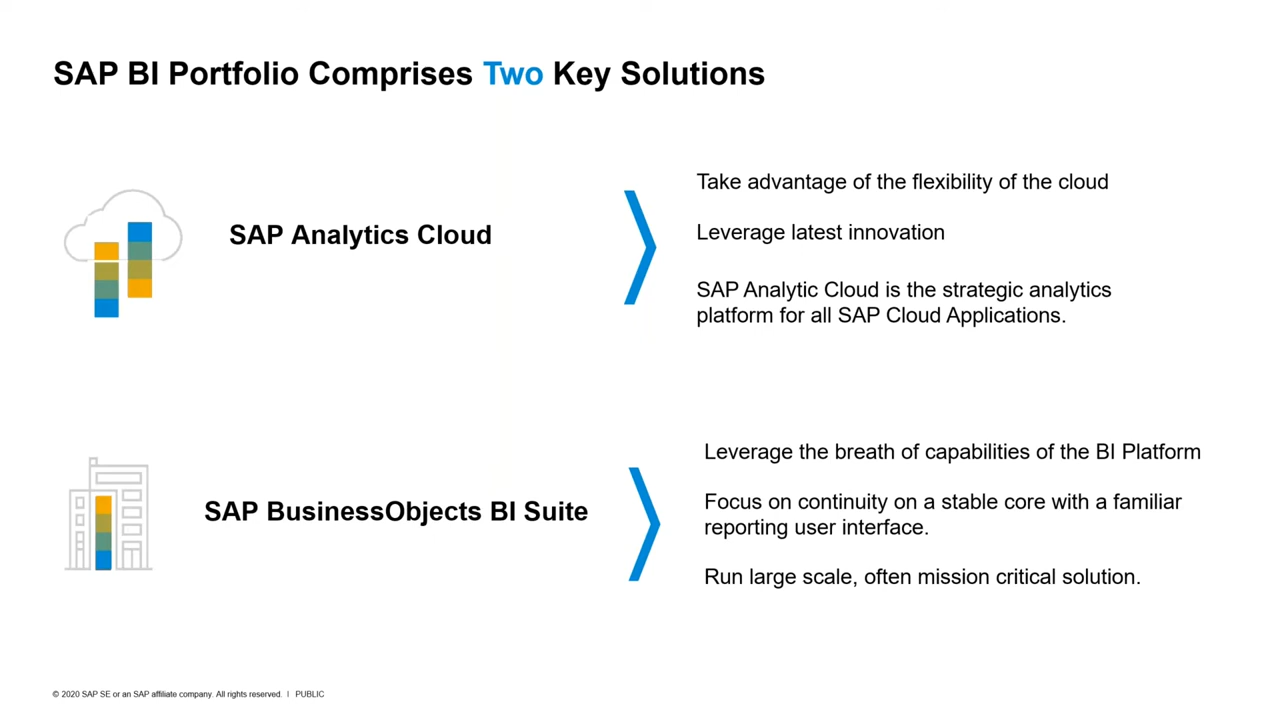 SAP BI Portfolio Comprises Two Key Solutions
SAP Analytics Cloud
Take advantage of the flexibility of the cloud
Leverage latest innovation
SAP Analytic Cloud is the strategic analytics
platform for all SAP Cloud Applications.
SAP BusinessObjects BI Suite
Leverage the breath of capabilities of the BI Platform
Focus on continuity on a stable core with a familiar
reporting user interface.
Run large scale, often mission critical solution.
© 2020 SAP SE or an SAP affiliate company. All rights reserved. | PUBLIC